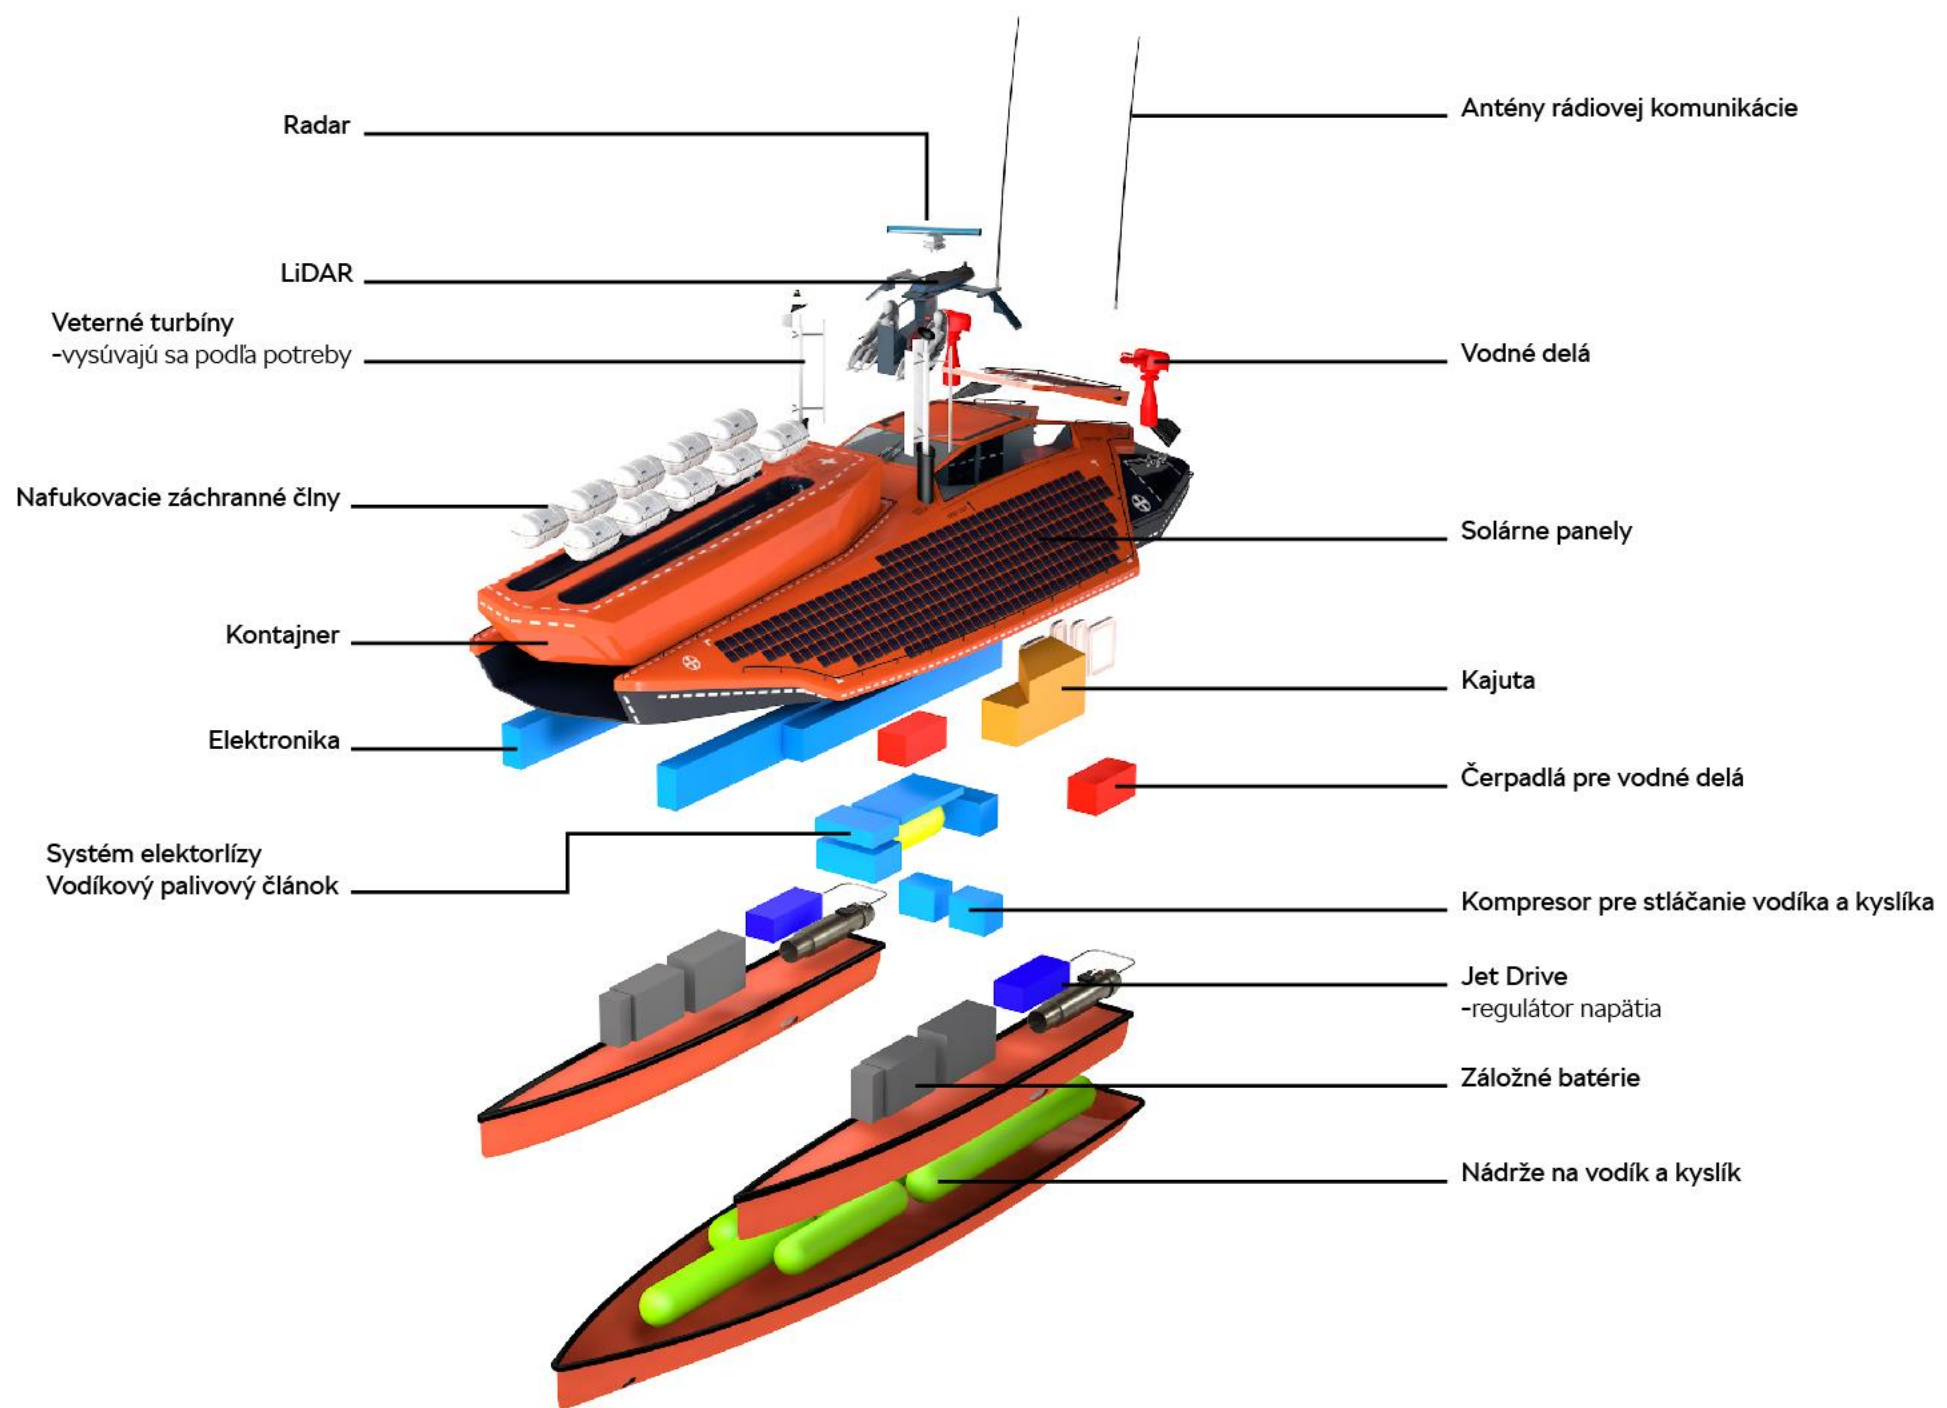 Radar
LiDAR
Veterné turbíny
-vysúvajú sa podľa potreby
Nafukovacie záchranné člny
Kontajner
Elektronika
Systém elektorlízy
Vodíkový palivový článok
Antény rádiovej komunikácie
Vodné delá
Solárne panely
Kajuta
Čerpadlá pre vodné delá
Kompresor pre stláčanie vodíka a kyslíka
Jet Drive
-regulátor napätia
Záložné batérie
Nádrže na vodík a kyslík